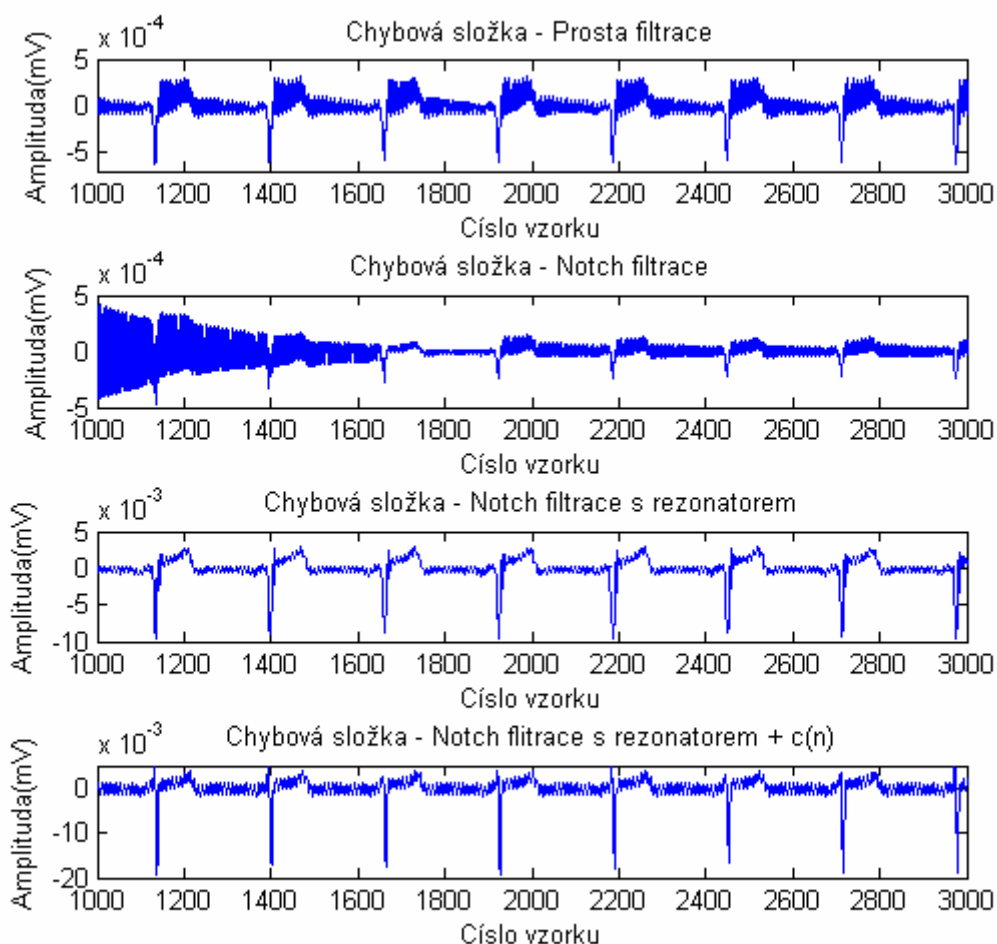 x 10-4
Chybová složka - Prosta filtrace
Amplituda(mV)
5
0
-5
1000 1200 1400 1600 1800 2000 2200 2400 2600 2800 3000
Císlo vzorku
x 10-4
Chybová složka - Notch filtrace
Amplituda(mV)
5
0
-5
1000 1200 1400 1600 1800 2000 2200 2400 2600 2800 3000
Císlo vzorku
x 10-3
Chybová složka - Notch filtrace s rezonatorem
Amplituda(mV)
5
0
-5
-10
1000 1200 1400 1600 1800 2000 2200 2400 2600 2800 3000
Císlo vzorku
x 10-3
Chybová složka - Notch flitrace s rezonatorem + c(n)
Amplituda(mV)
0
-10
-20
1000 1200 1400 1600 1800 2000 2200 2400 2600 2800 3000
Císlo vzorku